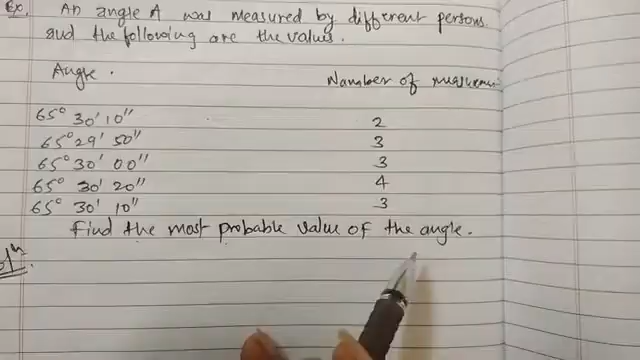 Ex. An angle A was measured by different persons
and the following are the values.
Angle. Number of measurem
65° 30' 10" 2
65° 29' 50" 3
65° 30' 00" 3
65° 30' 20" 4
65° 30' 10" 3
Find the most probable value of the angle.